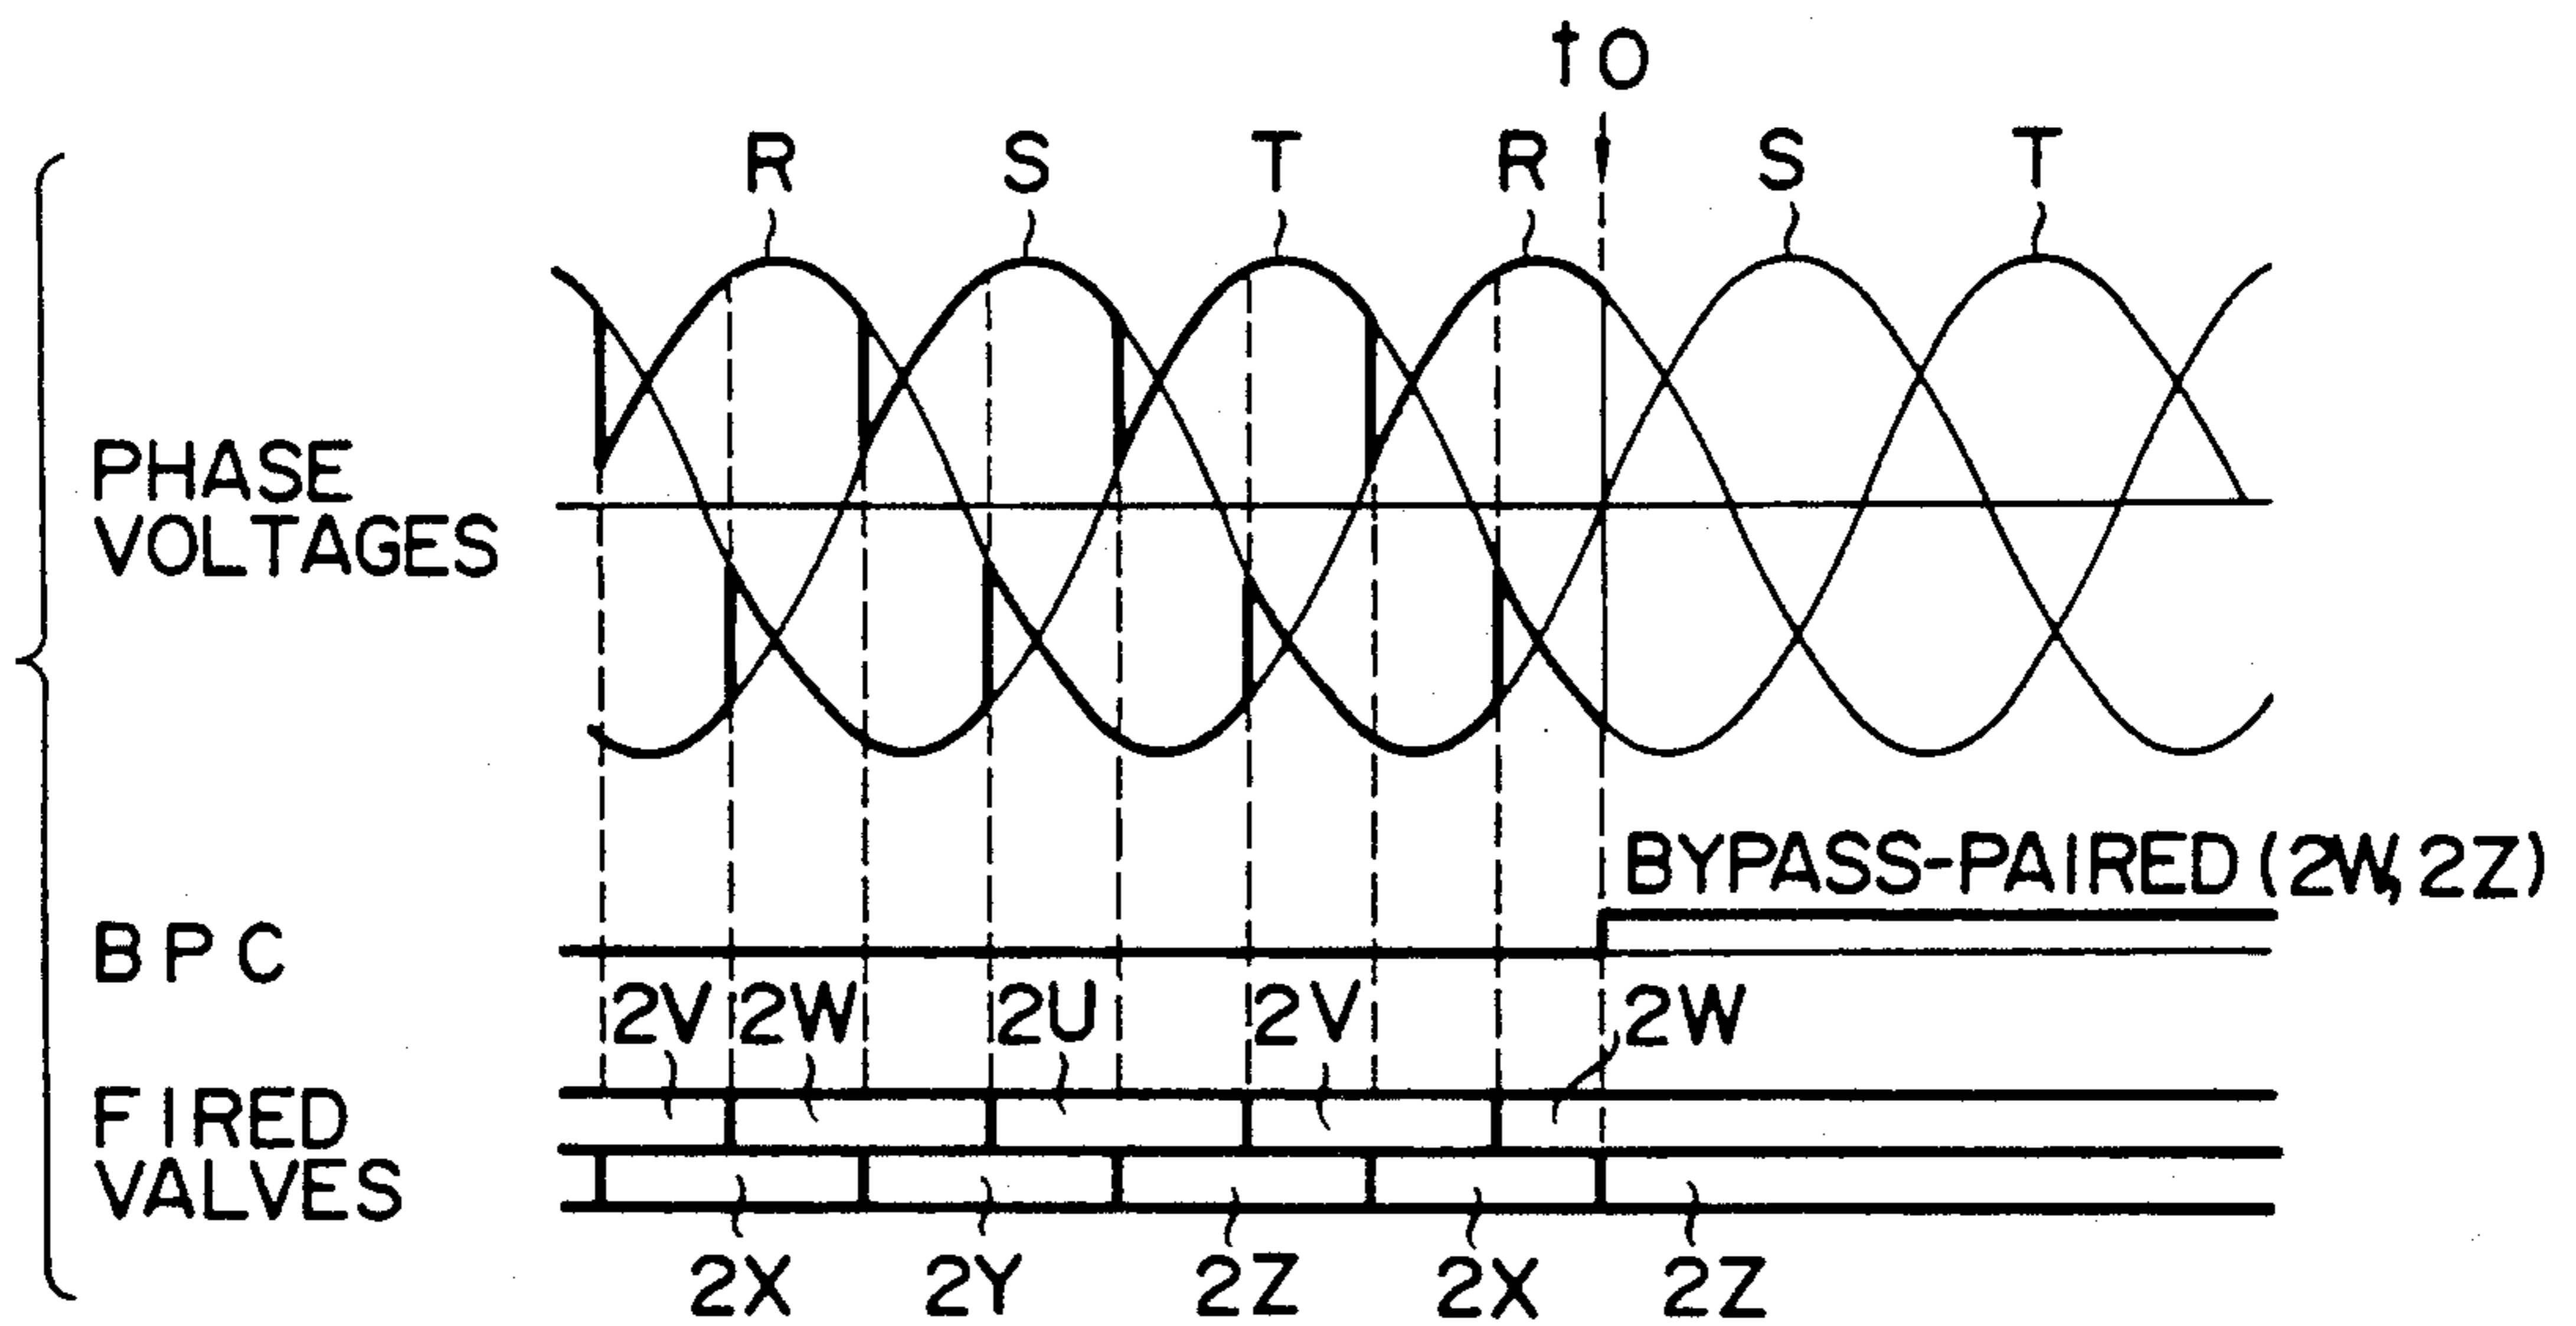 to
R S T R S T
PHASE
VOLTAGES
BYPASS-PAIRED (2W, 2Z)
BPC
2V 2W 2U 2V 2W
FIRED
VALVES
2X 2Y 2Z 2X 2Z